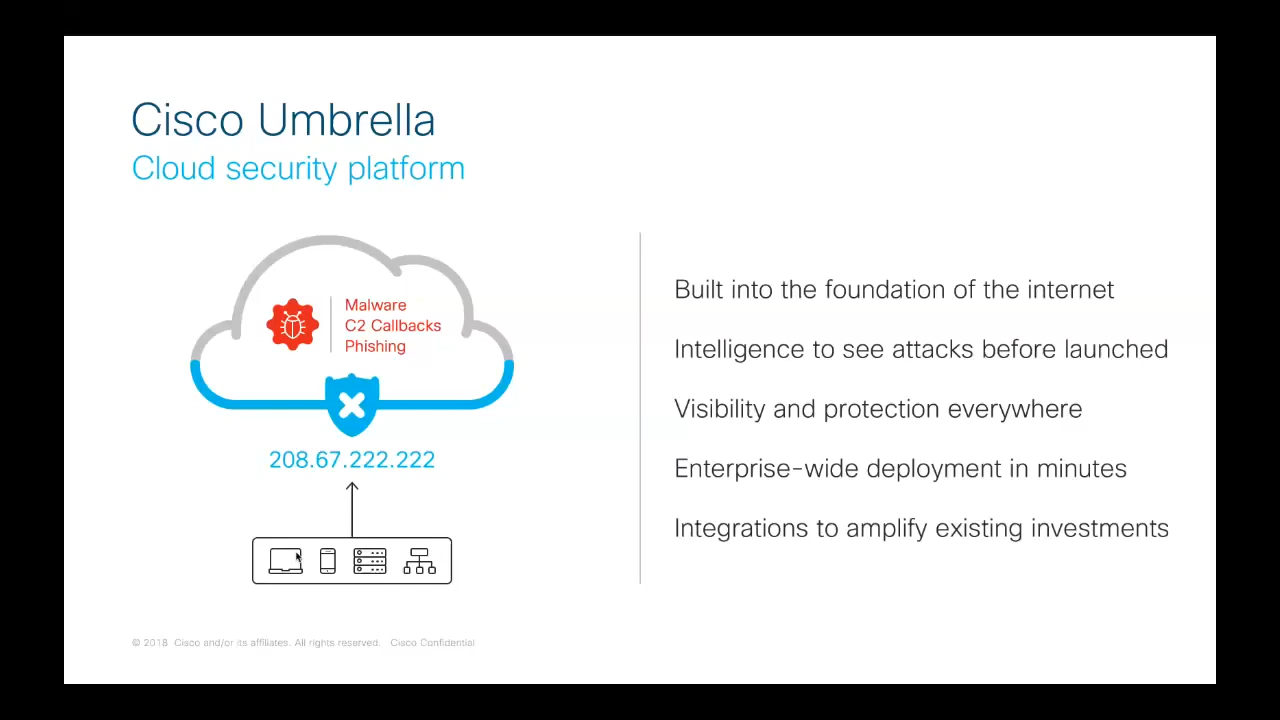 Cisco Umbrella
Cloud security platform
Malware
C2 Callbacks
Phishing
208.67.222.222
Built into the foundation of the internet
Intelligence to see attacks before launched
Visibility and protection everywhere
Enterprise-wide deployment in minutes
Integrations to amplify existing investments
© 2018 Cisco and/or its affiliates. All rights reserved. Cisco Confidential